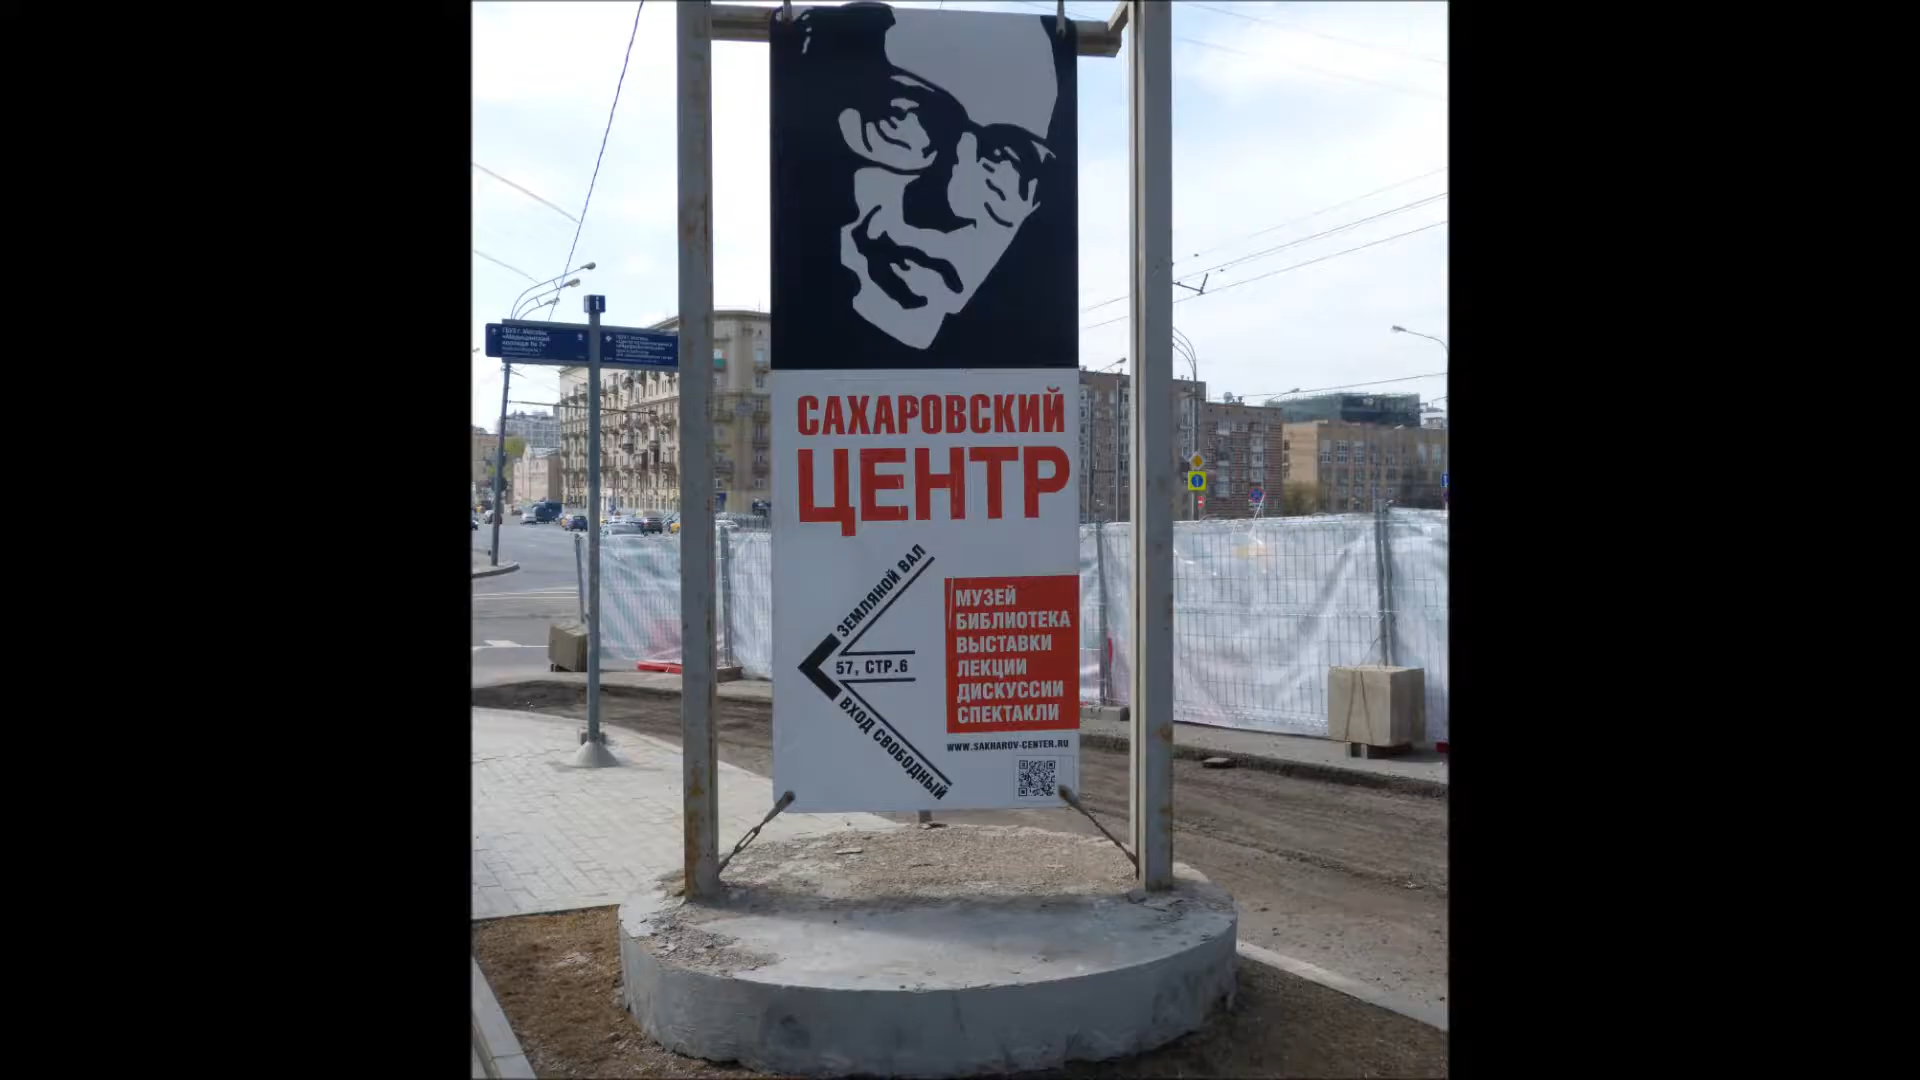 САХАРОВСКИЙ
ЦЕНТР
ЗЕМЛЯНОЙ ВАЛ
57, СТР.6
ВХОД СВОБОДНЫЙ
МУЗЕЙ
БИБЛИОТЕКА
ВЫСТАВКИ
ЛЕКЦИИ
ДИСКУССИИ
СПЕКТАКЛИ
WWW.SAKHAROV-CENTER.RU